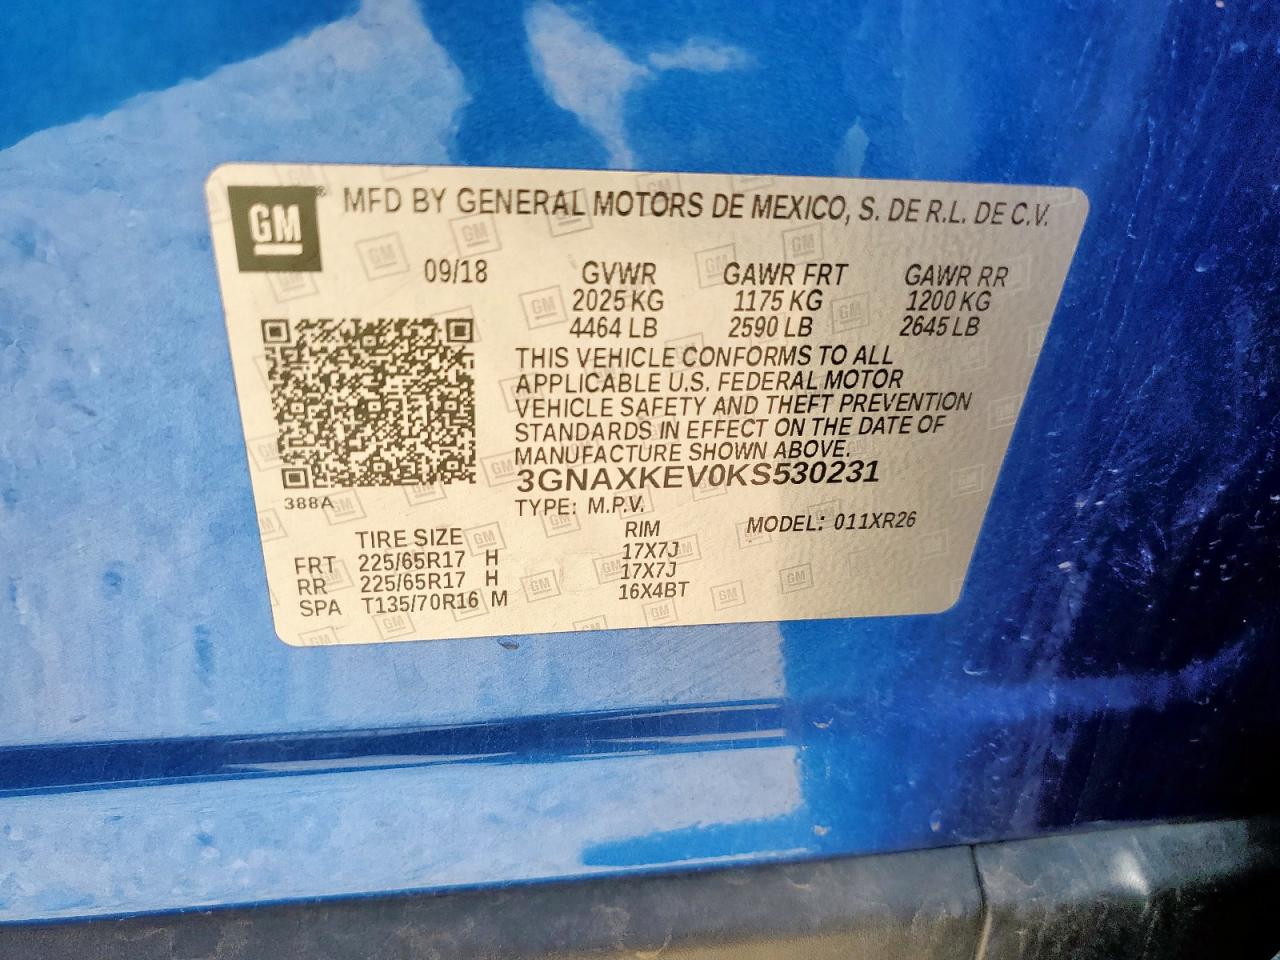 GM ® MFD BY GENERAL MOTORS DE MEXICO, S. DE R.L. DE C.V.
09/18 GVWR GAWR FRT GAWR RR
2025 KG 1175 KG 1200 KG
4464 LB 2590 LB 2645 LB
THIS VEHICLE CONFORMS TO ALL
APPLICABLE U.S. FEDERAL MOTOR
VEHICLE SAFETY AND THEFT PREVENTION
STANDARDS IN EFFECT ON THE DATE OF
MANUFACTURE SHOWN ABOVE.
3GNAXKEV0KS530231
388A
TYPE: M.P.V.
TIRE SIZE RIM MODEL: 011XR26
FRT 225/65R17 H 17X7J
RR 225/65R17 H 17X7J
SPA T135/70R16 M 16X4BT